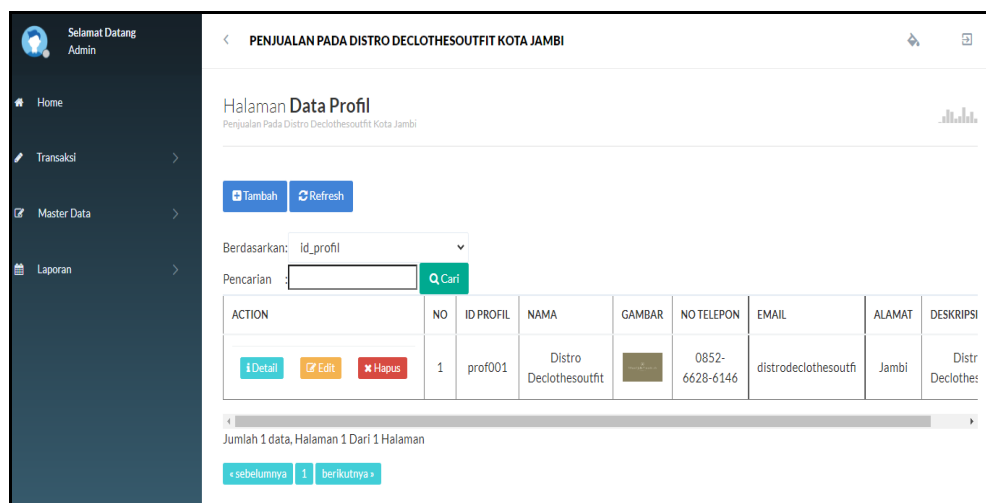 Selamat Datang
Admin
Home
Transaksi
Master Data
Laporan
PENJUALAN PADA DISTRO DECLOTHESOUTFIT KOTA JAMBI
Halaman Data Profil
Penjualan Pada Distro Declothesoutfit Kota Jambi
Tambah Refresh
Berdasarkan: id_profil
Pencarian : Cari
ACTION NO ID PROFIL NAMA GAMBAR NO TELEPON EMAIL ALAMAT DESKRIPSI
Detail Edit Hapus 1 prof001 Distro Declothesoutfit 0852-6628-6146 distrodeclothesoutfi Jambi Distr Declothes
Jumlah 1 data, Halaman 1 Dari 1 Halaman
« sebelumnya 1 berikutnya »